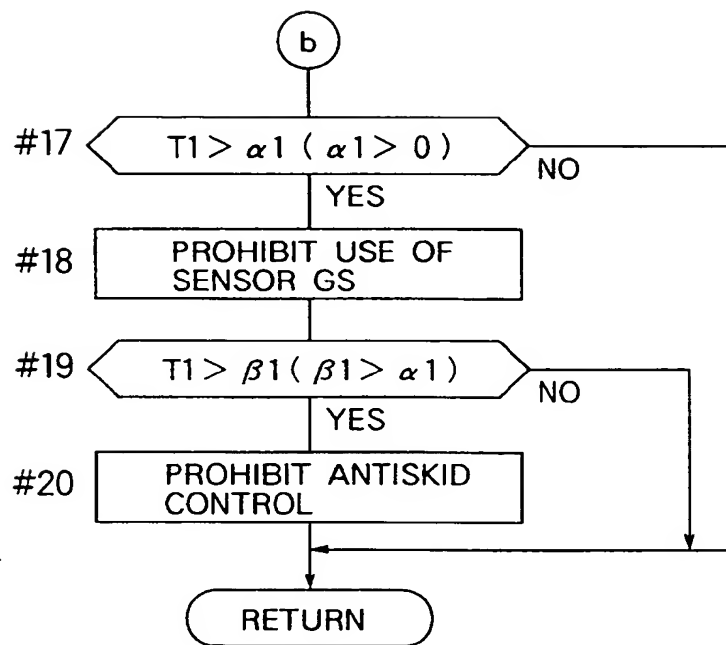 b
#17 T1 > α1 ( α1 > 0 )
NO
YES
#18 PROHIBIT USE OF
SENSOR GS
#19 T1 > β1 ( β1 > α1 )
NO
YES
#20 PROHIBIT ANTISKID
CONTROL
RETURN